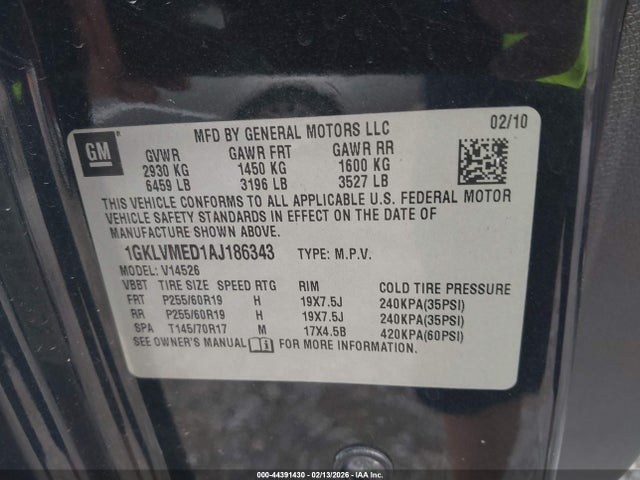 GM
MFD BY GENERAL MOTORS LLC 02/10
GVWR GAWR FRT GAWR RR
2930 KG 1450 KG 1600 KG
6459 LB 3196 LB 3527 LB
THIS VEHICLE CONFORMS TO ALL APPLICABLE U.S. FEDERAL MOTOR
VEHICLE SAFETY STANDARDS IN EFFECT ON THE DATE OF
MANUFACTURE SHOWN ABOVE.
1GKLVMED1AJ186343 TYPE: M.P.V.
MODEL: V14526
VBBT TIRE SIZE SPEED RTG RIM COLD TIRE PRESSURE
FRT P255/60R19 H 19X7.5J 240KPA(35PSI)
RR P255/60R19 H 19X7.5J 240KPA(35PSI)
SPA T145/70R17 M 17X4.5B 420KPA(60PSI)
SEE OWNER'S MANUAL FOR MORE INFORMATION.
000-44391430 - 02/13/2026 - IAA Inc.